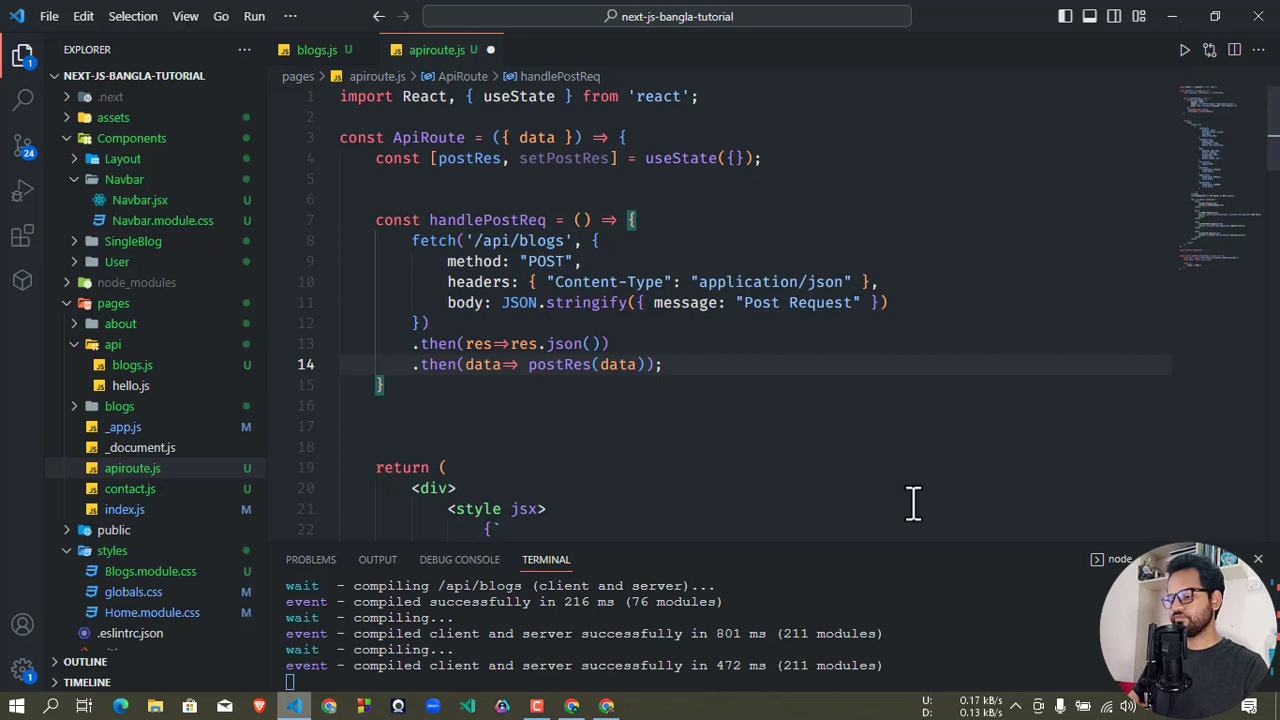 File Edit Selection View Go Run ···
next-js-bangla-tutorial
EXPLORER ···
blogs.js U
apiroute.js U
NEXT-JS-BANGLA-TUTORIAL
pages > apiroute.js > ApiRoute > handlePostReq
.next
assets
Components
Layout
Navbar
Navbar.jsx
Navbar.module.css
SingleBlog
User
node_modules
pages
about
api
blogs.js U
hello.js
blogs
_app.js M
_document.js
apiroute.js U
contact.js U
index.js U
public
styles
Blogs.module.css U
globals.css M
Home.module.css M
.eslintrc.json
OUTLINE
TIMELINE
1 import React, { useState } from 'react';
2
3 const ApiRoute = ({ data }) => {
4 const [postRes, setPostRes] = useState({});
5
6
7 const handlePostReq = () => {
8 fetch('/api/blogs', {
9 method: "POST",
10 headers: { "Content-Type": "application/json" },
11 body: JSON.stringify({ message: "Post Request" })
12 })
13 .then(res=>res.json())
14 .then(data=> postRes(data));
15 }
16
17
18
19 return (
20 <div>
21 <style jsx>
22 {`
PROBLEMS OUTPUT DEBUG CONSOLE TERMINAL
node
wait - compiling /api/blogs (client and server)...
event - compiled successfully in 216 ms (76 modules)
wait - compiling...
event - compiled client and server successfully in 801 ms (211 modules)
wait - compiling...
event - compiled client and server successfully in 472 ms (211 modules)
1
24
1
U: 0.17 kB/s
D: 0.13 kB/s